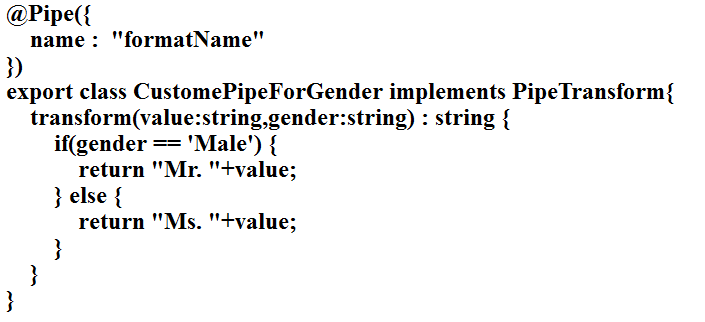 @Pipe({
name :  "formatName"
})
export class CustomePipeForGender implements PipeTransform{
transform(value:string,gender:string) : string {
if(gender == 'Male') {
return "Mr. "+value;
} else {
return "Ms. "+value;
}
}
}